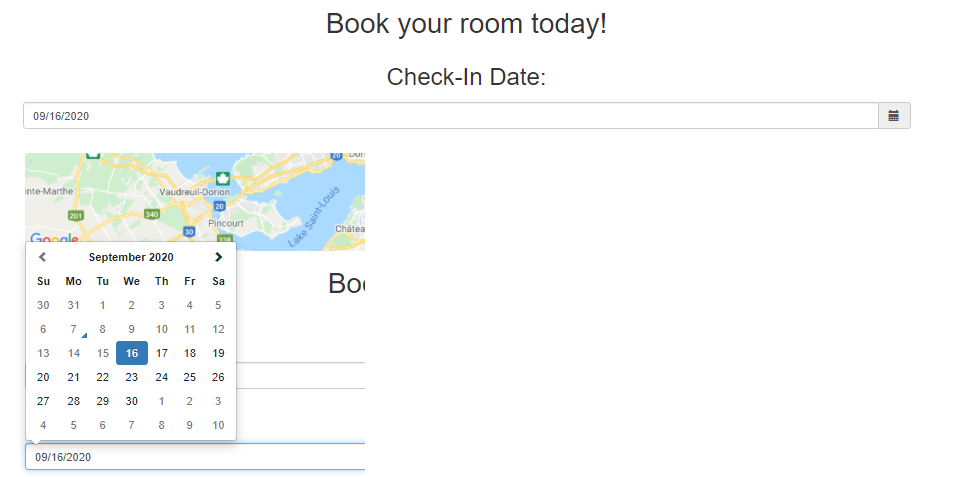 Book your room today!
Check-In Date:
09/16/2020
20
nte-Marthe
Vaudreuil-Dorion
20
201
340
Pincourt
30
Lake Saint-Louis
Châtea
Google
September 2020
Su Mo Tu We Th Fr Sa
30 31 1 2 3 4 5
6 7 8 9 10 11 12
13 14 15 16 17 18 19
20 21 22 23 24 25 26
27 28 29 30 1 2 3
4 5 6 7 8 9 10
Boo
09/16/2020